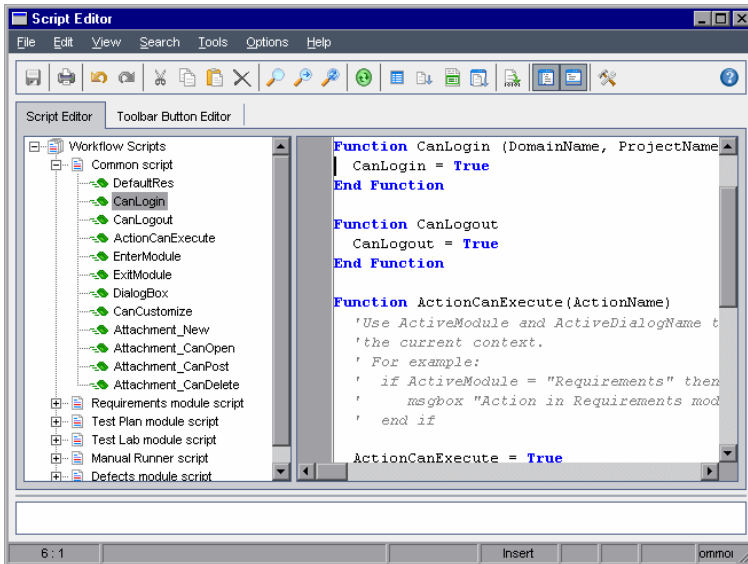 Script Editor
File Edit View Search Tools Options Help
Script Editor Toolbar Button Editor
Workflow Scripts
Common script
DefaultRes
CanLogin
CanLogout
ActionCanExecute
EnterModule
ExitModule
DialogBox
CanCustomize
Attachment_New
Attachment_CanOpen
Attachment_CanPost
Attachment_CanDelete
Requirements module script
Test Plan module script
Test Lab module script
Manual Runner script
Defects module script
Function CanLogin (DomainName, ProjectName
CanLogin = True
End Function
Function CanLogout
CanLogout = True
End Function
Function ActionCanExecute(ActionName)
'Use ActiveModule and ActiveDialogName t
'the current context.
' For example:
' if ActiveModule = "Requirements" then
' msgbox "Action in Requirements mod
' end if
ActionCanExecute = True
6 : 1 Insert ommo